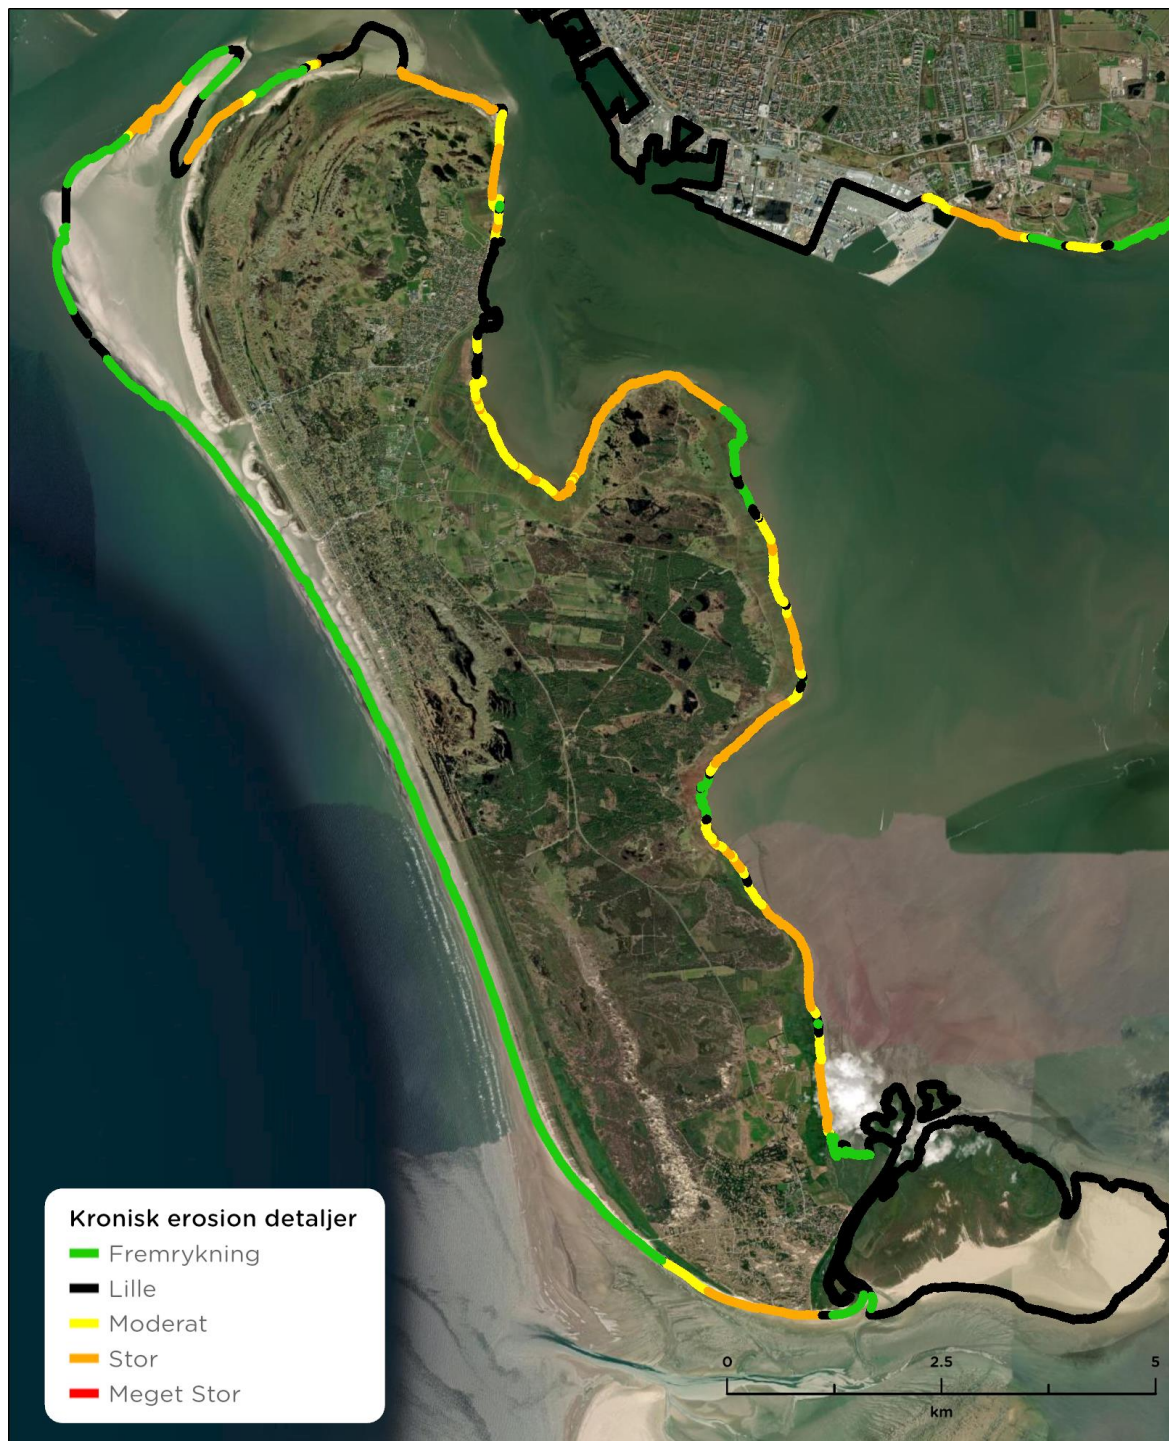 Kronisk erosion detaljer
Fremrykning
Lille
Moderat
Stor
Meget Stor
0 2.5 5
km